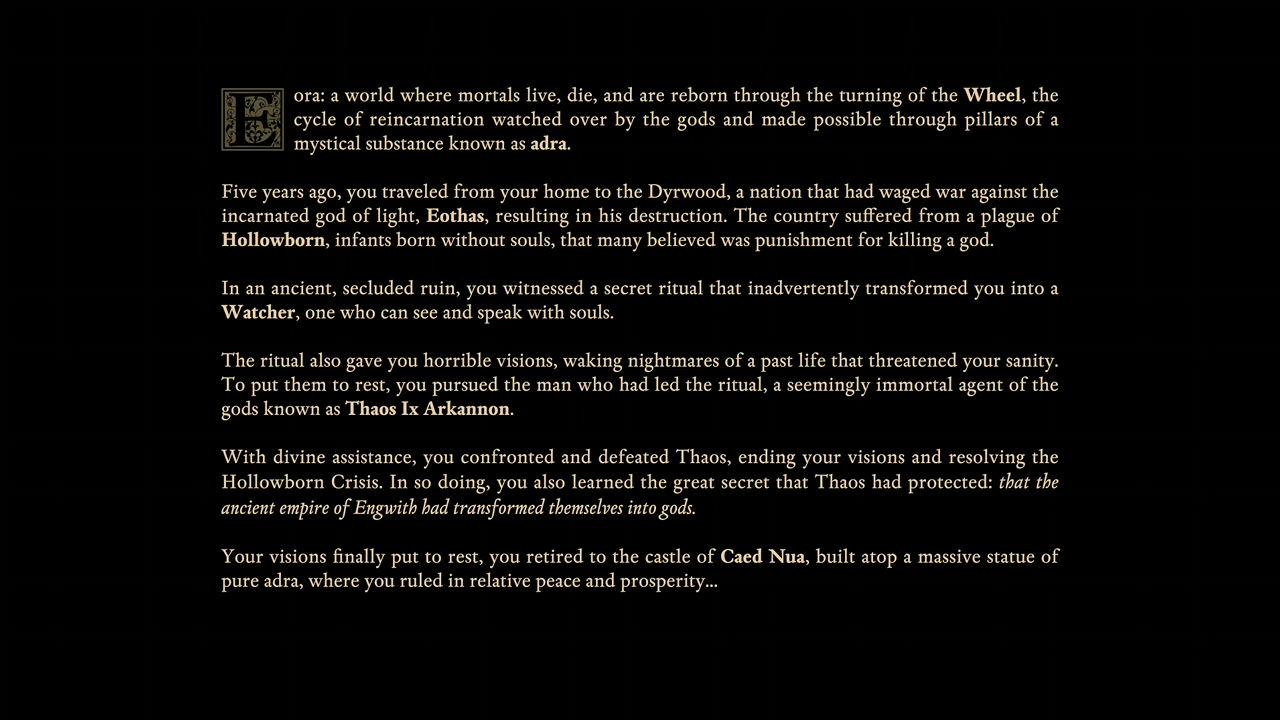 Eora: a world where mortals live, die, and are reborn through the turning of the Wheel, the
cycle of reincarnation watched over by the gods and made possible through pillars of a
mystical substance known as adra.
Five years ago, you traveled from your home to the Dyrwood, a nation that had waged war against the
incarnated god of light, Eothas, resulting in his destruction. The country suffered from a plague of
Hollowborn, infants born without souls, that many believed was punishment for killing a god.
In an ancient, secluded ruin, you witnessed a secret ritual that inadvertently transformed you into a
Watcher, one who can see and speak with souls.
The ritual also gave you horrible visions, waking nightmares of a past life that threatened your sanity.
To put them to rest, you pursued the man who had led the ritual, a seemingly immortal agent of the
gods known as Thaos Ix Arkannon.
With divine assistance, you confronted and defeated Thaos, ending your visions and resolving the
Hollowborn Crisis. In so doing, you also learned the great secret that Thaos had protected: that the
ancient empire of Engwith had transformed themselves into gods.
Your visions finally put to rest, you retired to the castle of Caed Nua, built atop a massive statue of
pure adra, where you ruled in relative peace and prosperity...